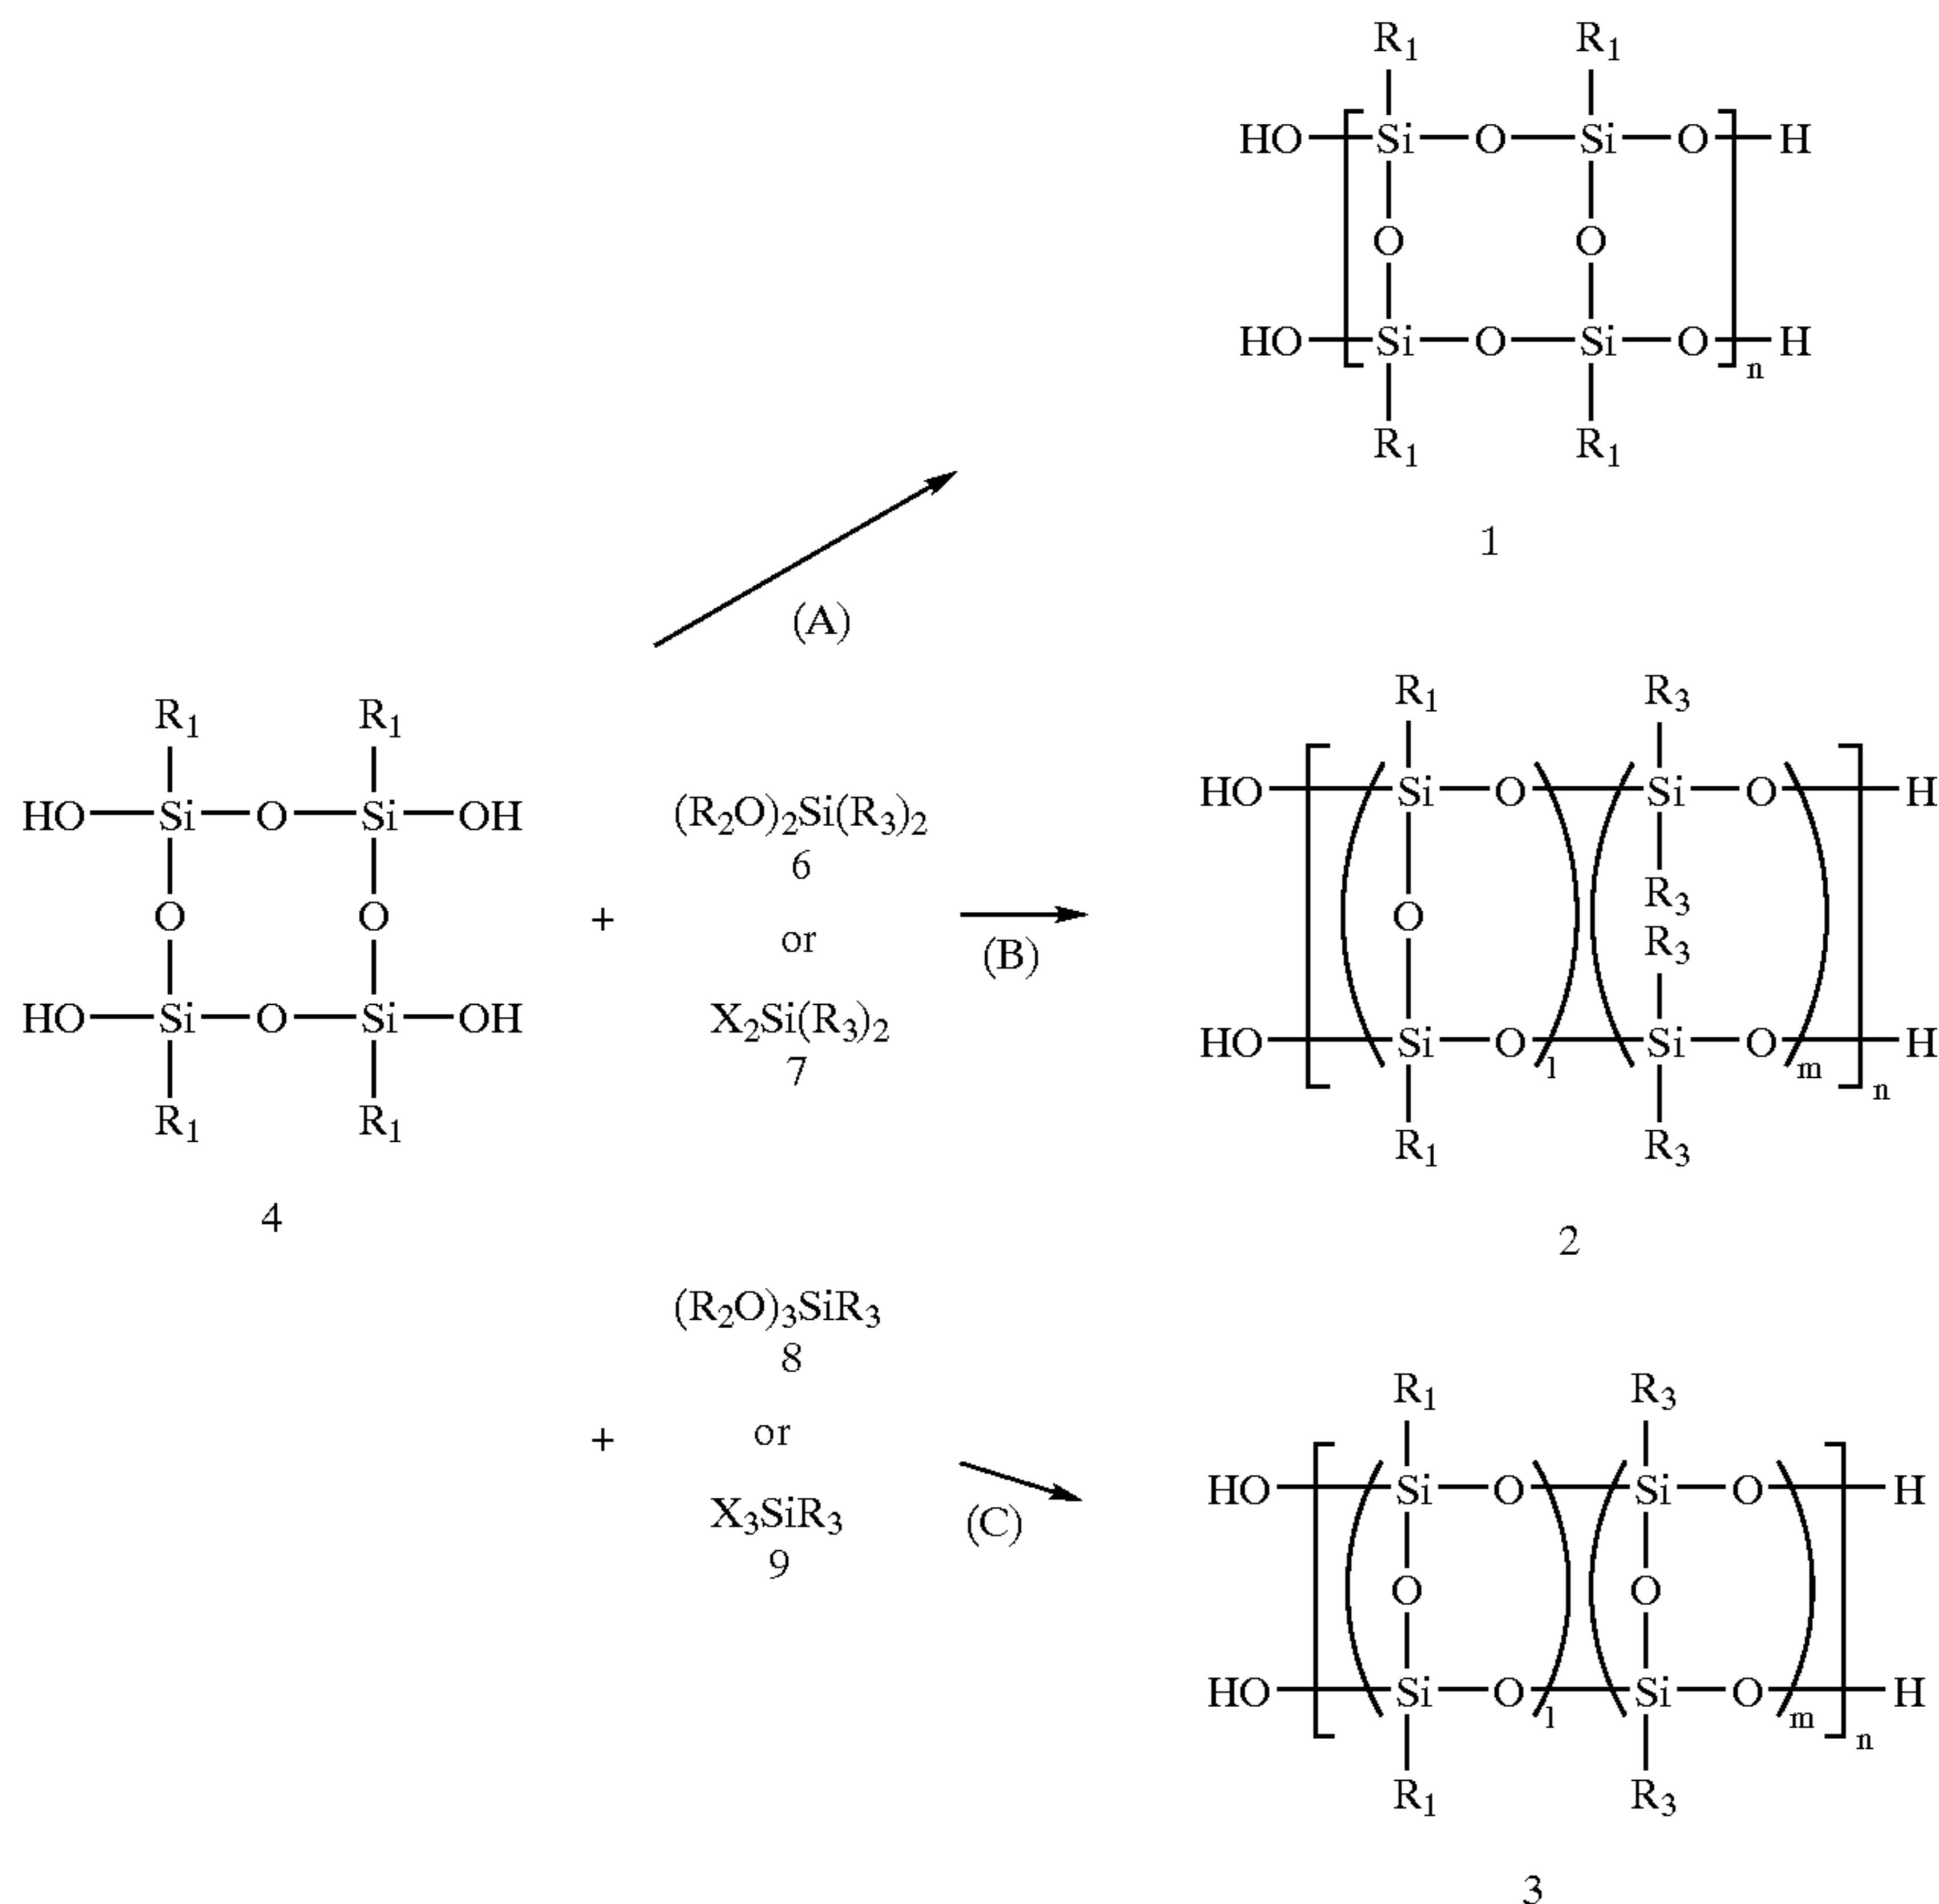 R₁ R₁
HO Si O Si O H
O O
HO Si O Si O H
n
R₁ R₁
1
(A)
R₁ R₁
HO Si O Si OH
O O
HO Si O Si OH
R₁ R₁
4
+
(R₂O)₂Si(R₃)₂
6
or
X₂Si(R₃)₂
7
(B)
R₁ R₃
HO Si O Si O H
R₃
O
R₃
HO Si O Si O H
l m n
R₁ R₃
2
+
(R₂O)₃SiR₃
8
or
X₃SiR₃
9
(C)
R₁ R₃
HO Si O Si O H
O O
HO Si O Si O H
l m n
R₁ R₃
3